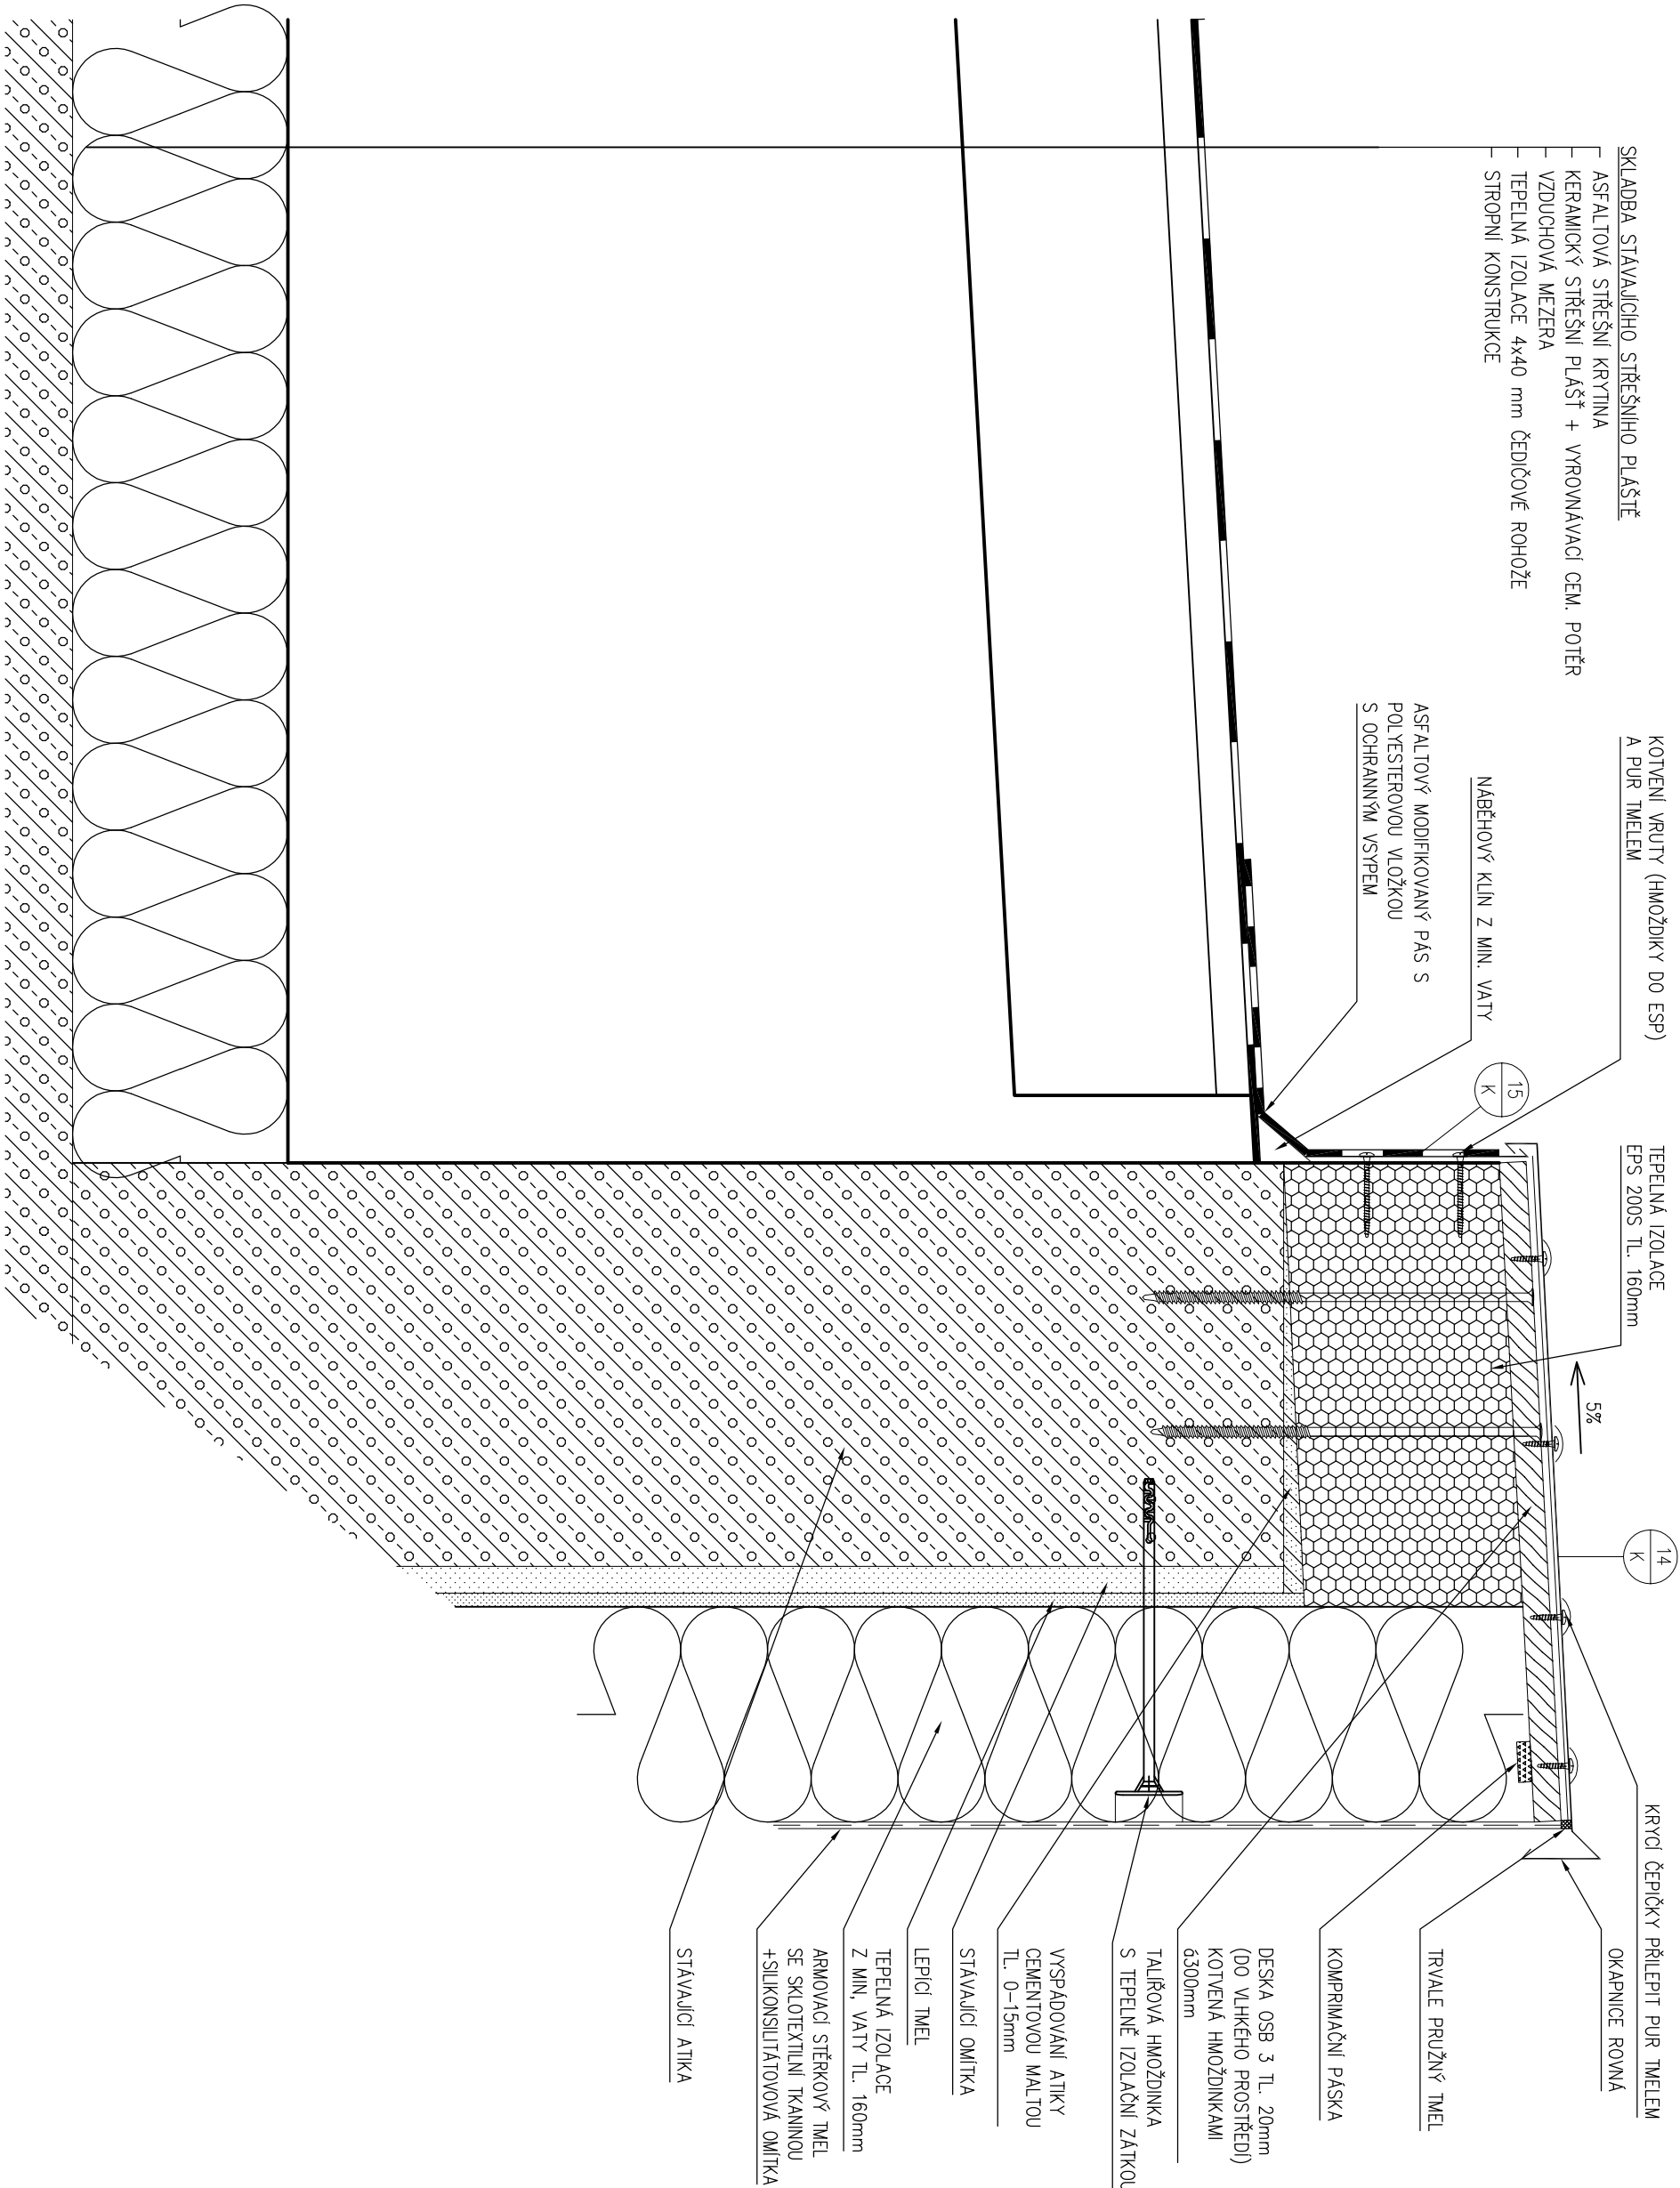 SKLADBA STÁVAJÍCÍHO STŘEŠNÍHO PLÁŠTĚ
ASFALTOVÁ STŘEŠNÍ KRYTINA
KERAMICKÝ STŘEŠNÍ PLÁŠŤ + VYROVNÁVACÍ CEM. POTĚR
VZDUCHOVÁ MEZERA
TEPELNÁ IZOLACE 4x40 mm ČEDIČOVÉ ROHOŽE
STROPNÍ KONSTRUKCE
KOTVENÍ VRUTY (HMOŽDIKY DO ESP)
A PUR TMELEM
NÁBĚHOVÝ KLÍN Z MIN. VATY
ASFALTOVÝ MODIFIKOVANÝ PÁS S
POLYESTEROVOU VLOŽKOU
S OCHRANNÝM VSYPEM
15
K
TEPELNÁ IZOLACE
EPS 200S TL. 160mm
5%
14
K
KRYCÍ ČEPIČKY PŘILEPIT PUR TMELEM
OKAPNICE ROVNÁ
TRVALE PRUŽNÝ TMEL
KOMPRIMAČNÍ PÁSKA
DESKA OSB 3 TL. 20mm
(DO VLHKÉHO PROSTŘEDÍ)
KOTVENÁ HMOŽDINKAMI
á300mm
TALÍŘOVÁ HMOŽDINKA
S TEPELNĚ IZOLAČNÍ ZÁTKOU
VYSPÁDOVÁNÍ ATIKY
CEMENTOVOU MALTOU
TL. 0-15mm
STÁVAJÍCÍ OMÍTKA
LEPÍCÍ TMEL
TEPELNÁ IZOLACE
Z MIN, VATY TL. 160mm
ARMOVACÍ STĚRKOVÝ TMEL
SE SKLOTEXTILNÍ TKANINOU
+SILIKONSILITÁTOVOVÁ OMÍTKA
STÁVAJÍCÍ ATIKA